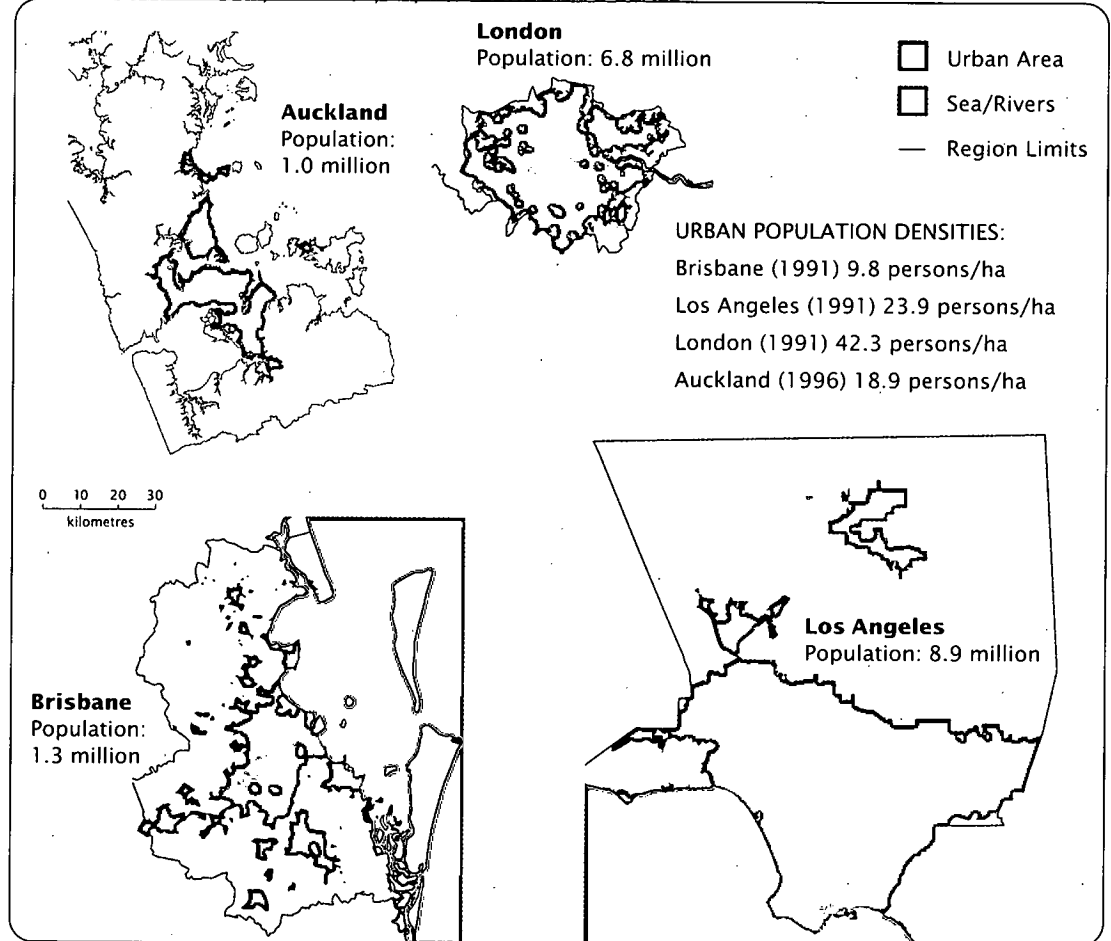 London
Population: 6.8 million
Urban Area
Sea/Rivers
Region Limits
Auckland
Population:
1.0 million
URBAN POPULATION DENSITIES:
Brisbane (1991) 9.8 persons/ha
Los Angeles (1991) 23.9 persons/ha
London (1991) 42.3 persons/ha
Auckland (1996) 18.9 persons/ha
0 10 20 30
kilometres
Los Angeles
Population: 8.9 million
Brisbane
Population:
1.3 million